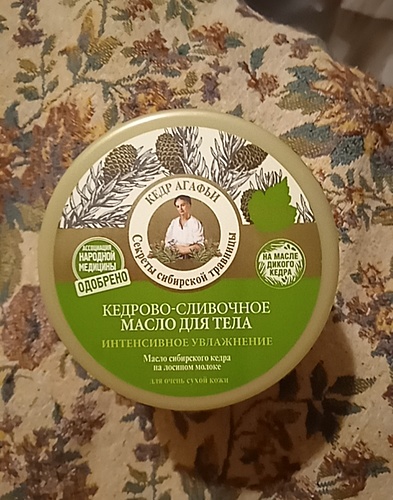 КЕДР АГАФЬИ
Секреты сибирской травницы
АССОЦИАЦИЯ
НАРОДНОЙ
МЕДИЦИНЫ
ОДОБРЕНО
НА МАСЛЕ
ДИКОГО
КЕДРА
КЕДРОВО-СЛИВОЧНОЕ
МАСЛО ДЛЯ ТЕЛА
ИНТЕНСИВНОЕ УВЛАЖНЕНИЕ
Масло сибирского кедра
на лосином молоке
ДЛЯ ОЧЕНЬ СУХОЙ КОЖИ